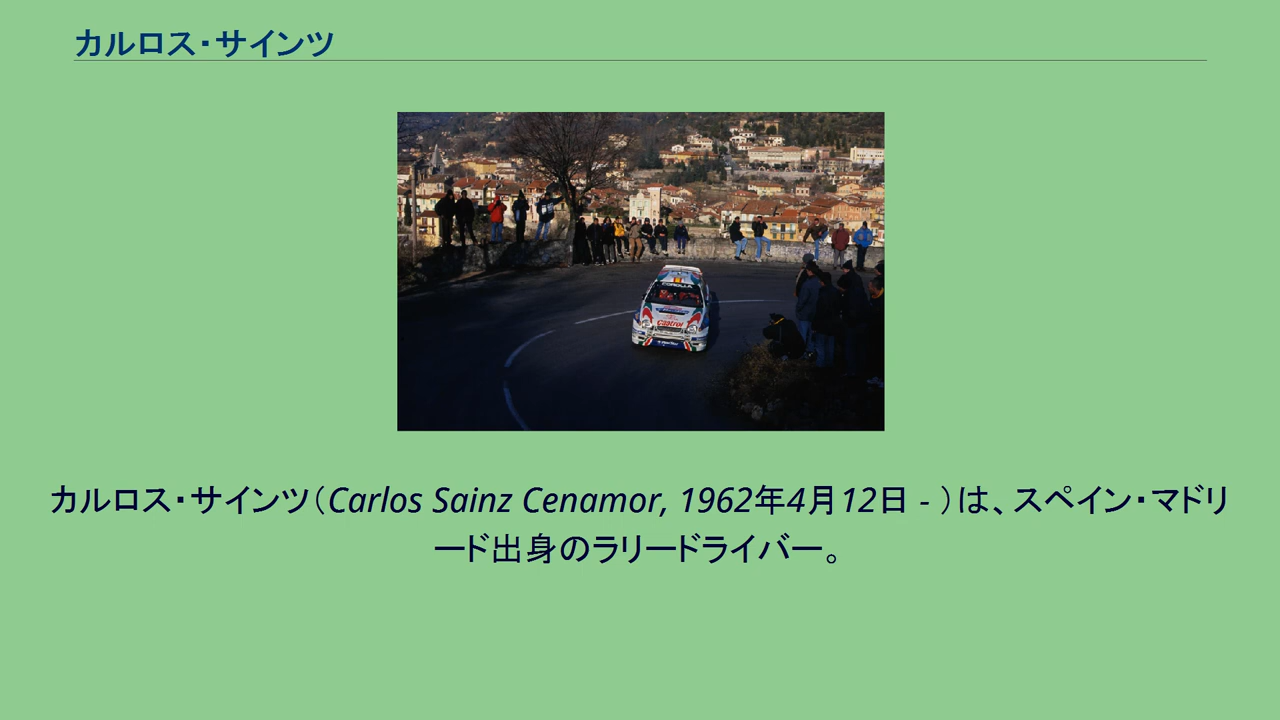 カルロス・サインツ
COROLLA
Castrol
カルロス・サインツ（Carlos Sainz Cenamor, 1962年4月12日 - ）は、スペイン・マドリ
ード出身のラリードライバー。